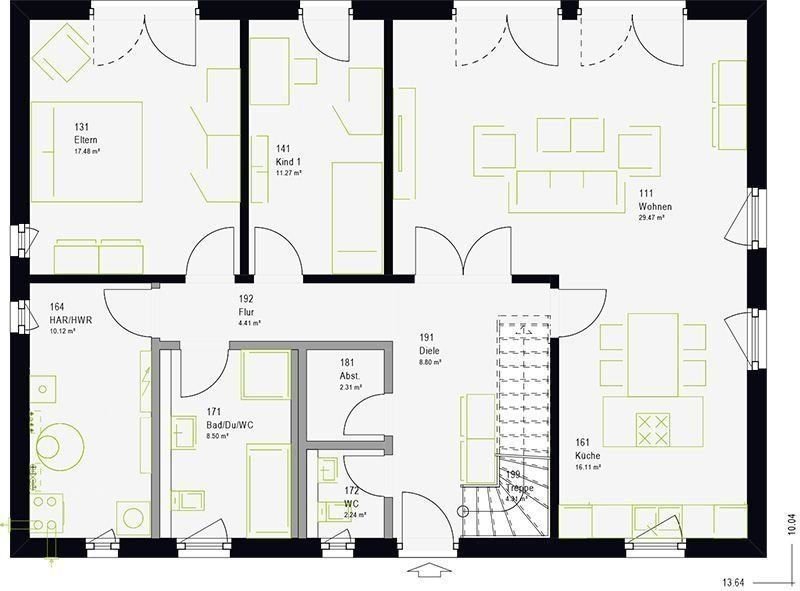 131
Eltern
17.48 m²
141
Kind 1
11.27 m²
111
Wohnen
29.47 m²
164
HAR/HWR
10.12 m²
192
Flur
4.41 m²
191
Diele
8.80 m²
181
Abst.
2.31 m²
171
Bad/Du/WC
8.50 m²
161
Küche
16.11 m²
199
Treppe
4.91 m²
172
WC
2.24 m²
10.04
13.64